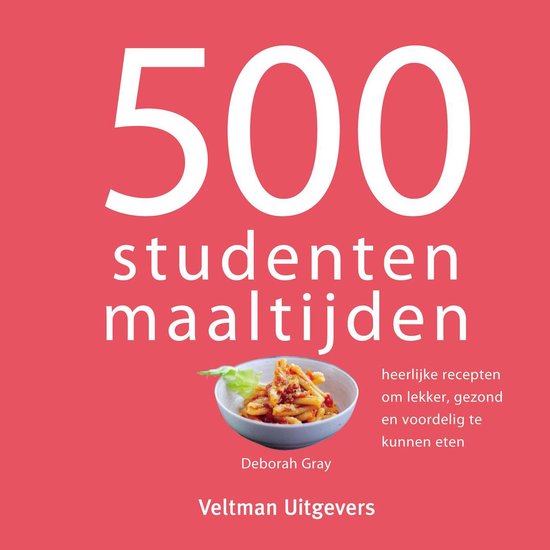 500
studenten
maaltijden
heerlijke recepten
om lekker, gezond
en voordelig te
kunnen eten
Deborah Gray
Veltman Uitgevers